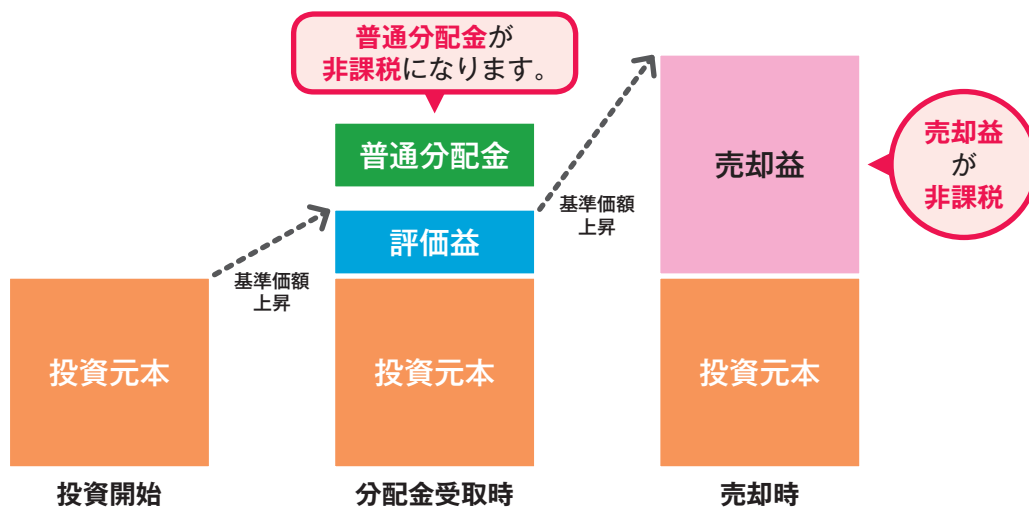 普通分配金が
非課税になります。
普通分配金
売却益
売却益
が
非課税
基準価額
上昇
評価益
基準価額
上昇
投資元本
投資元本
投資元本
投資開始
分配金受取時
売却時